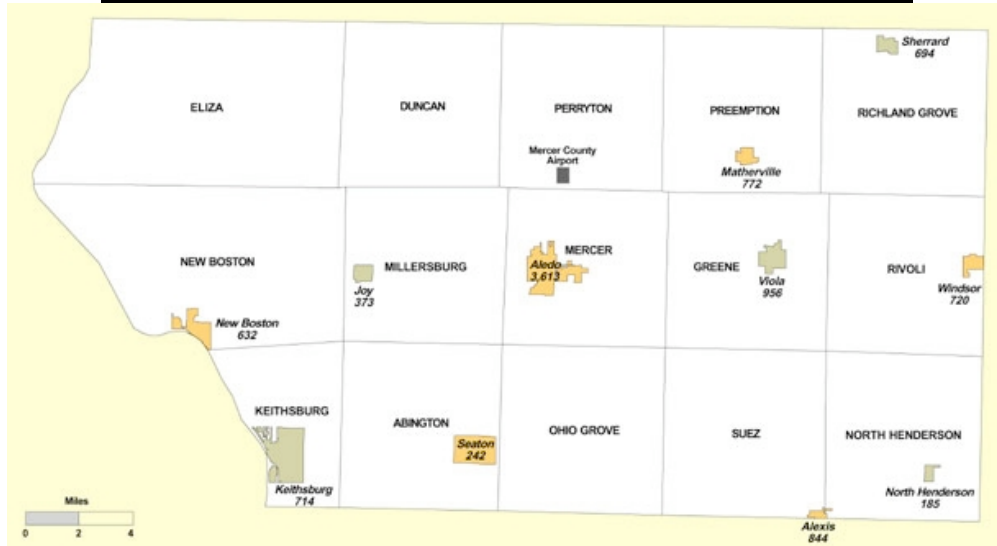 Sherrard
694
ELIZA
DUNCAN
PERRYTON
PREEMPTION
RICHLAND GROVE
Mercer County
Airport
Matherville
772
NEW BOSTON
MILLERSBURG
MERCER
GREENE
RIVOLI
Joy
373
Aledo
3,613
Viola
956
Windsor
720
New Boston
632
KEITHSBURG
ABINGTON
OHIO GROVE
SUEZ
NORTH HENDERSON
Seaton
242
Keithsburg
714
North Henderson
185
Alexis
844
Miles
0 2 4